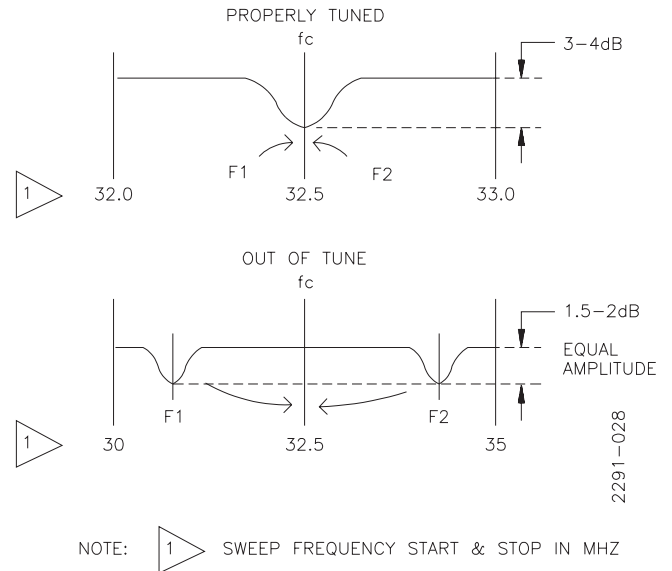 PROPERLY TUNED
fc
3-4dB
F1
F2
1
32.0
32.5
33.0
OUT OF TUNE
fc
1.5-2dB
EQUAL
AMPLITUDE
F1
F2
1
30
32.5
35
2291-028
NOTE: 1 SWEEP FREQUENCY START & STOP IN MHZ